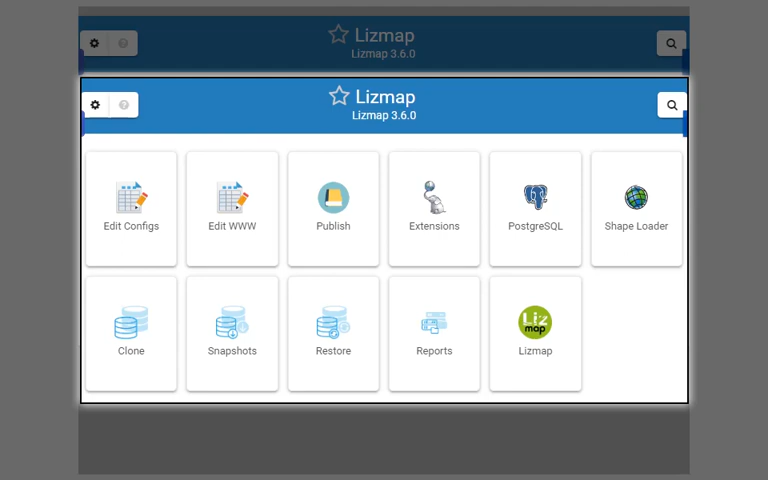 Lizmap
Lizmap 3.6.0
Lizmap
Lizmap 3.6.0
Edit Configs
Edit WWW
Publish
Extensions
PostgreSQL
Shape Loader
Clone
Snapshots
Restore
Reports
Liz
map
Lizmap